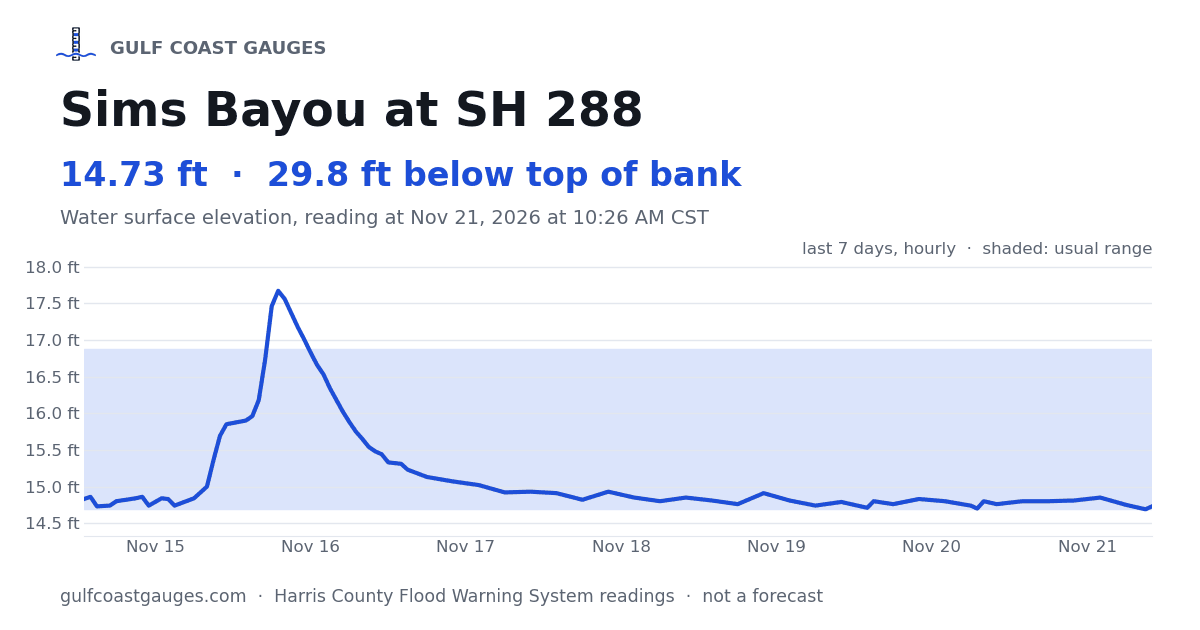 GULF COAST GAUGES
Sims Bayou at SH 288
14.73 ft · 29.8 ft below top of bank
Water surface elevation, reading at Nov 21, 2026 at 10:26 AM CST
last 7 days, hourly · shaded: usual range
18.0 ft
17.5 ft
17.0 ft
16.5 ft
16.0 ft
15.5 ft
15.0 ft
14.5 ft
Nov 15 Nov 16 Nov 17 Nov 18 Nov 19 Nov 20 Nov 21
gulfcoastgauges.com · Harris County Flood Warning System readings · not a forecast